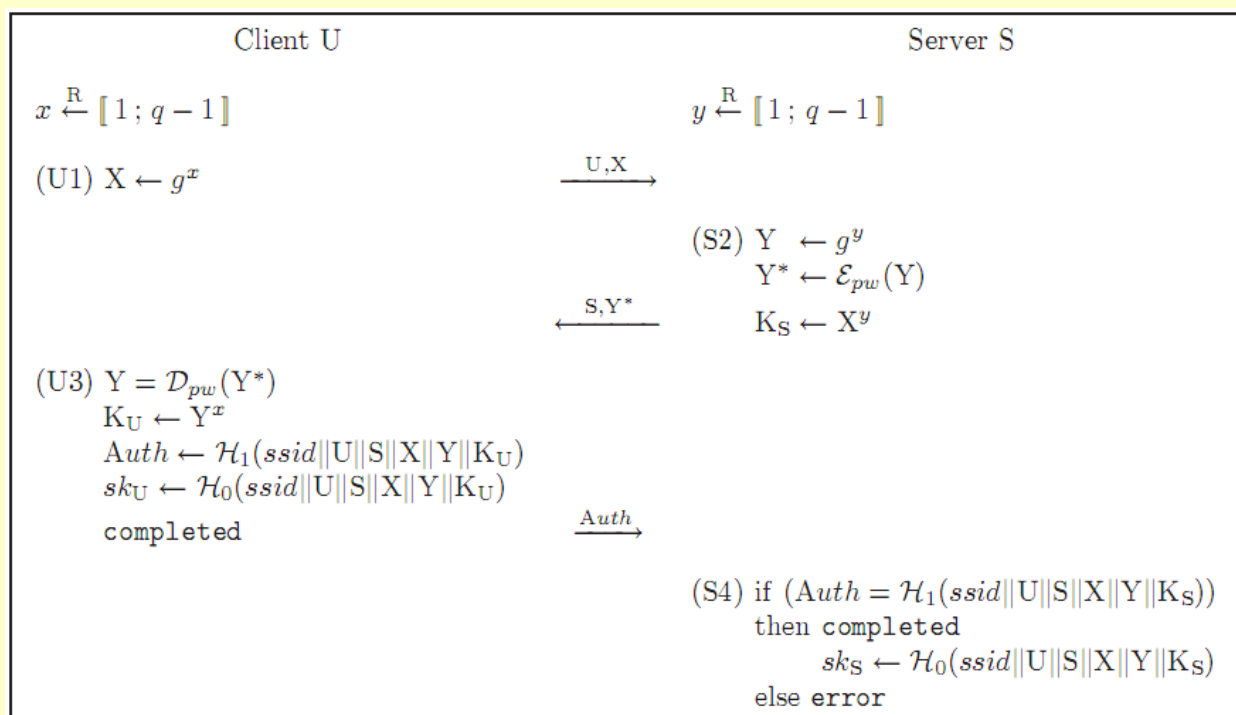 Client U
Server S
x ←R ⟦1; q − 1⟧
y ←R ⟦1; q − 1⟧
(U1) X ← g^x
U,X
(S2) Y ← g^y
Y* ← ℰ_pw(Y)
S,Y*
K_S ← X^y
(U3) Y = 𝒟_pw(Y*)
K_U ← Y^x
Auth ← ℋ_1(ssid||U||S||X||Y||K_U)
sk_U ← ℋ_0(ssid||U||S||X||Y||K_U)
completed
Auth
(S4) if (Auth = ℋ_1(ssid||U||S||X||Y||K_S))
then completed
sk_S ← ℋ_0(ssid||U||S||X||Y||K_S)
else error